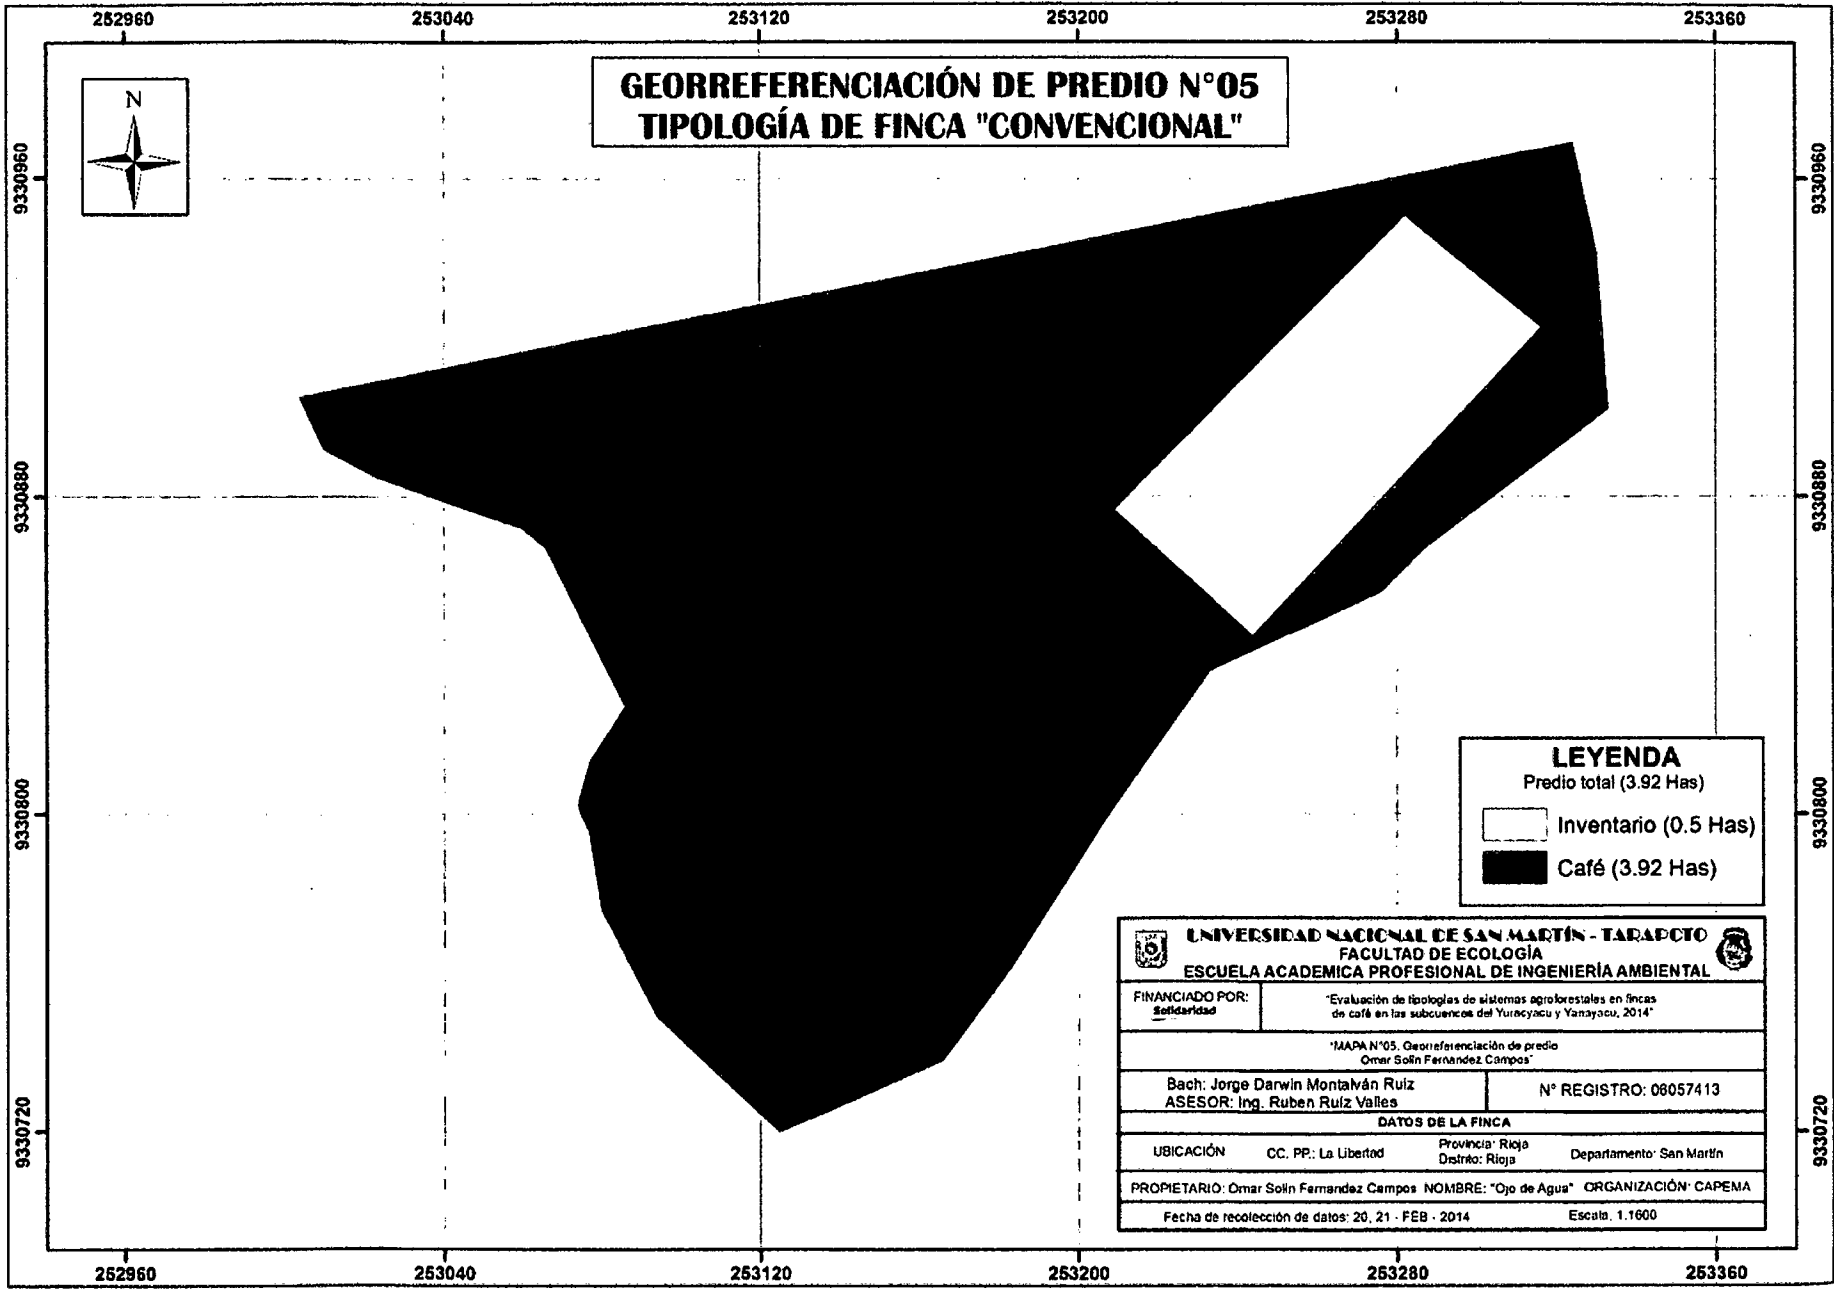 252960 253040 253120 253200 253280 253360
GEORREFERENCIACIÓN DE PREDIO N°05
TIPOLOGÍA DE FINCA "CONVENCIONAL"
N
9330960
9330960
9330880
9330880
9330800
9330800
9330720
9330720
LEYENDA
Predio total (3.92 Has)
Inventario (0.5 Has)
Café (3.92 Has)
UNIVERSIDAD NACIONAL DE SAN MARTÍN - TARAPOTO
FACULTAD DE ECOLOGÍA
ESCUELA ACADEMICA PROFESIONAL DE INGENIERÍA AMBIENTAL
FINANCIADO POR:
Solidaridad
"Evaluación de tipologías de sistemas agroforestales en fincas
de café en las subcuencas del Yuracyacu y Yanayacu, 2014"
"MAPA N°05. Georreferenciación de predio
Omar Solin Fernandez Campos"
Bach: Jorge Darwin Montalván Ruiz
ASESOR: Ing. Ruben Ruíz Valles
N° REGISTRO: 06057413
DATOS DE LA FINCA
UBICACIÓN CC. PP.: La Libertad
Provincia: Rioja
Distrito: Rioja
Departamento: San Martín
PROPIETARIO: Omar Solin Fernandez Campos NOMBRE: "Ojo de Agua" ORGANIZACIÓN: CAPEMA
Fecha de recolección de datos: 20, 21 - FEB - 2014 Escala. 1.1600
252960 253040 253120 253200 253280 253360